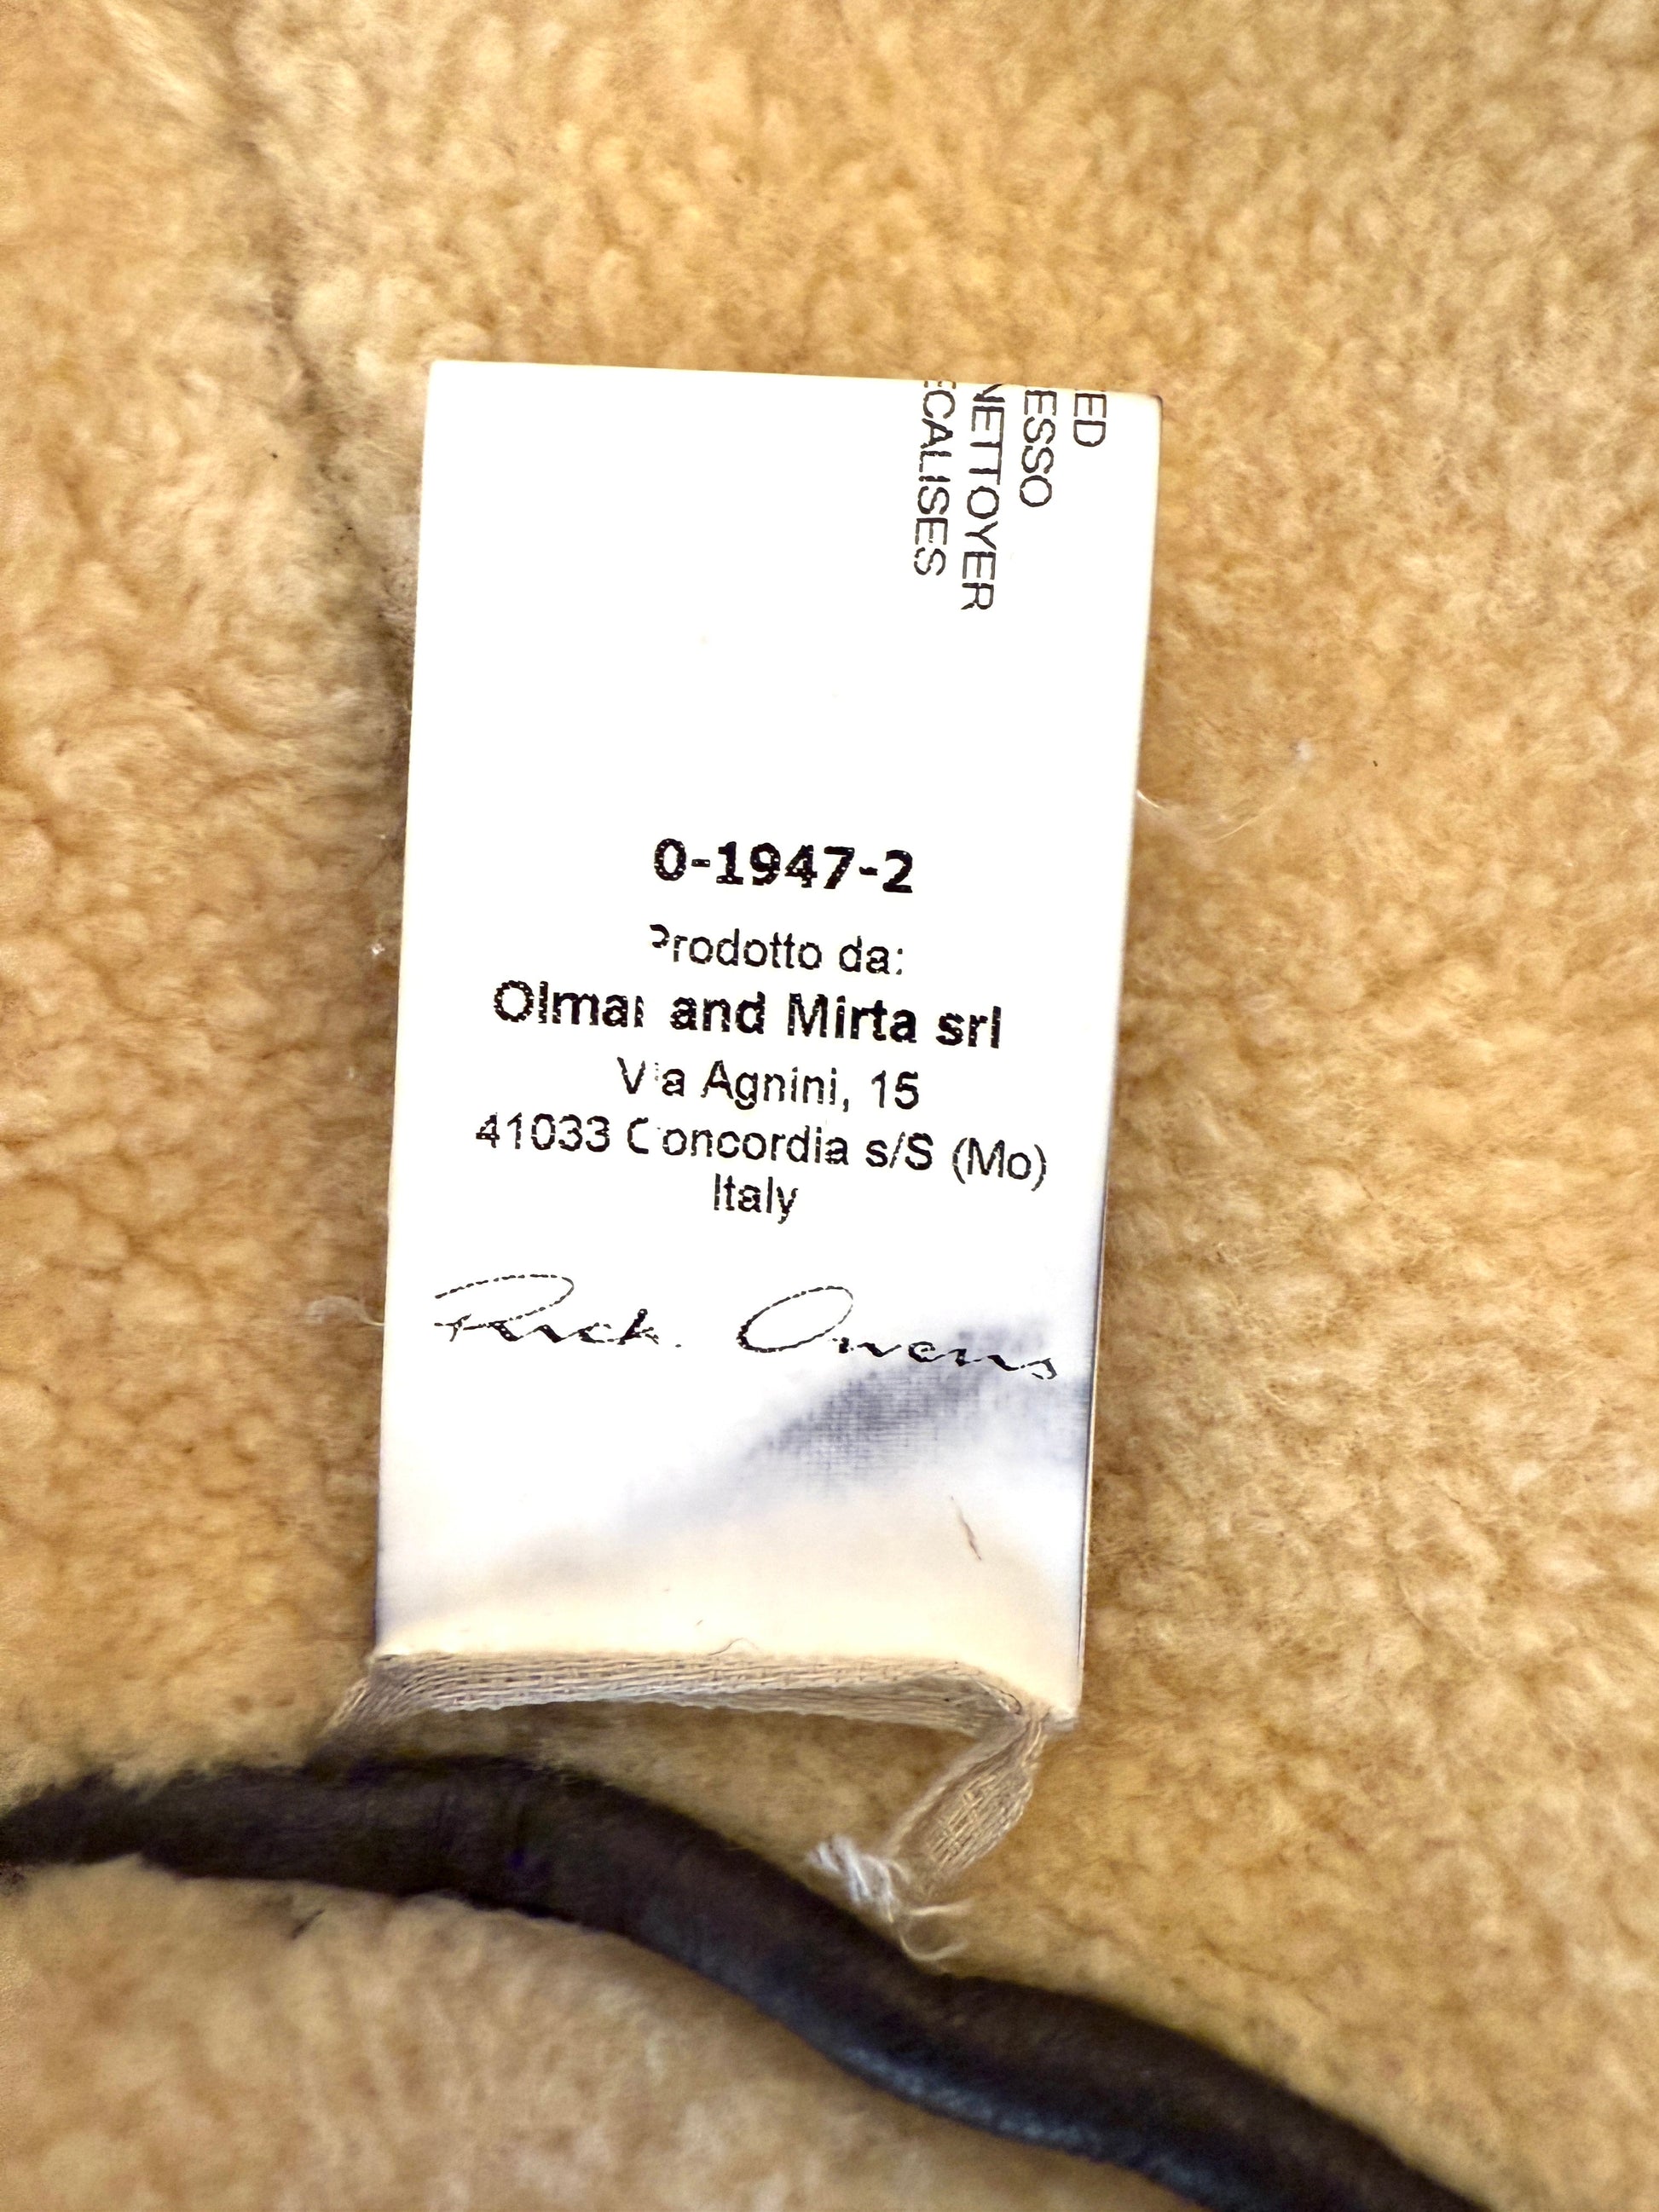 ED
ESSO
NETTOYER
ECALISES
0-1947-2
Prodotto da:
Olmar and Mirta srl
Via Agnini, 15
41033 Concordia s/S (Mo)
Italy
Rick Owens